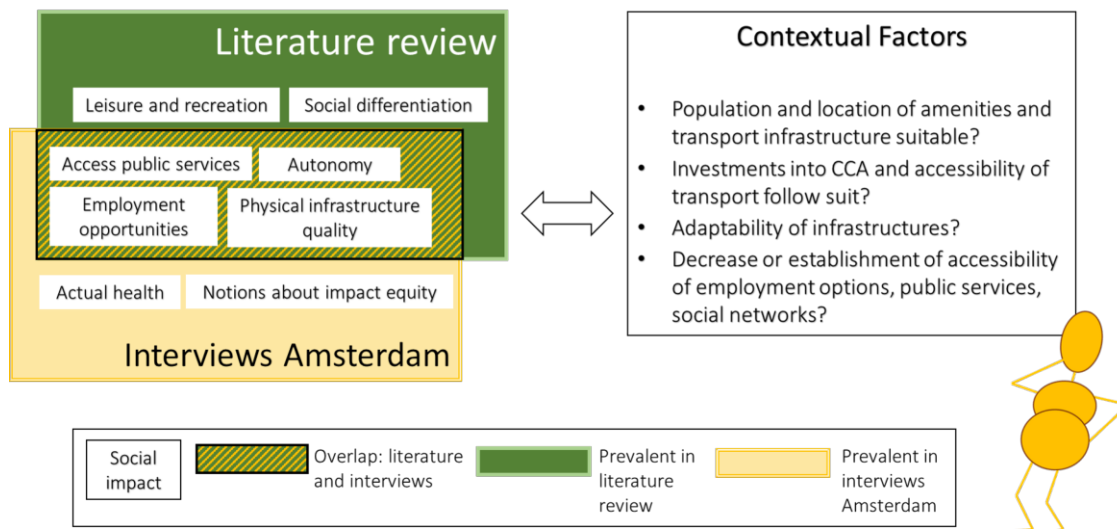 Literature review
Leisure and recreation
Social differentiation
Access public services
Autonomy
Employment
opportunities
Physical infrastructure
quality
Actual health
Notions about impact equity
Interviews Amsterdam
Contextual Factors
• Population and location of amenities and
transport infrastructure suitable?
• Investments into CCA and accessibility of
transport follow suit?
• Adaptability of infrastructures?
• Decrease or establishment of accessibility
of employment options, public services,
social networks?
Social
impact
Overlap: literature
and interviews
Prevalent in
literature
review
Prevalent in
interviews
Amsterdam